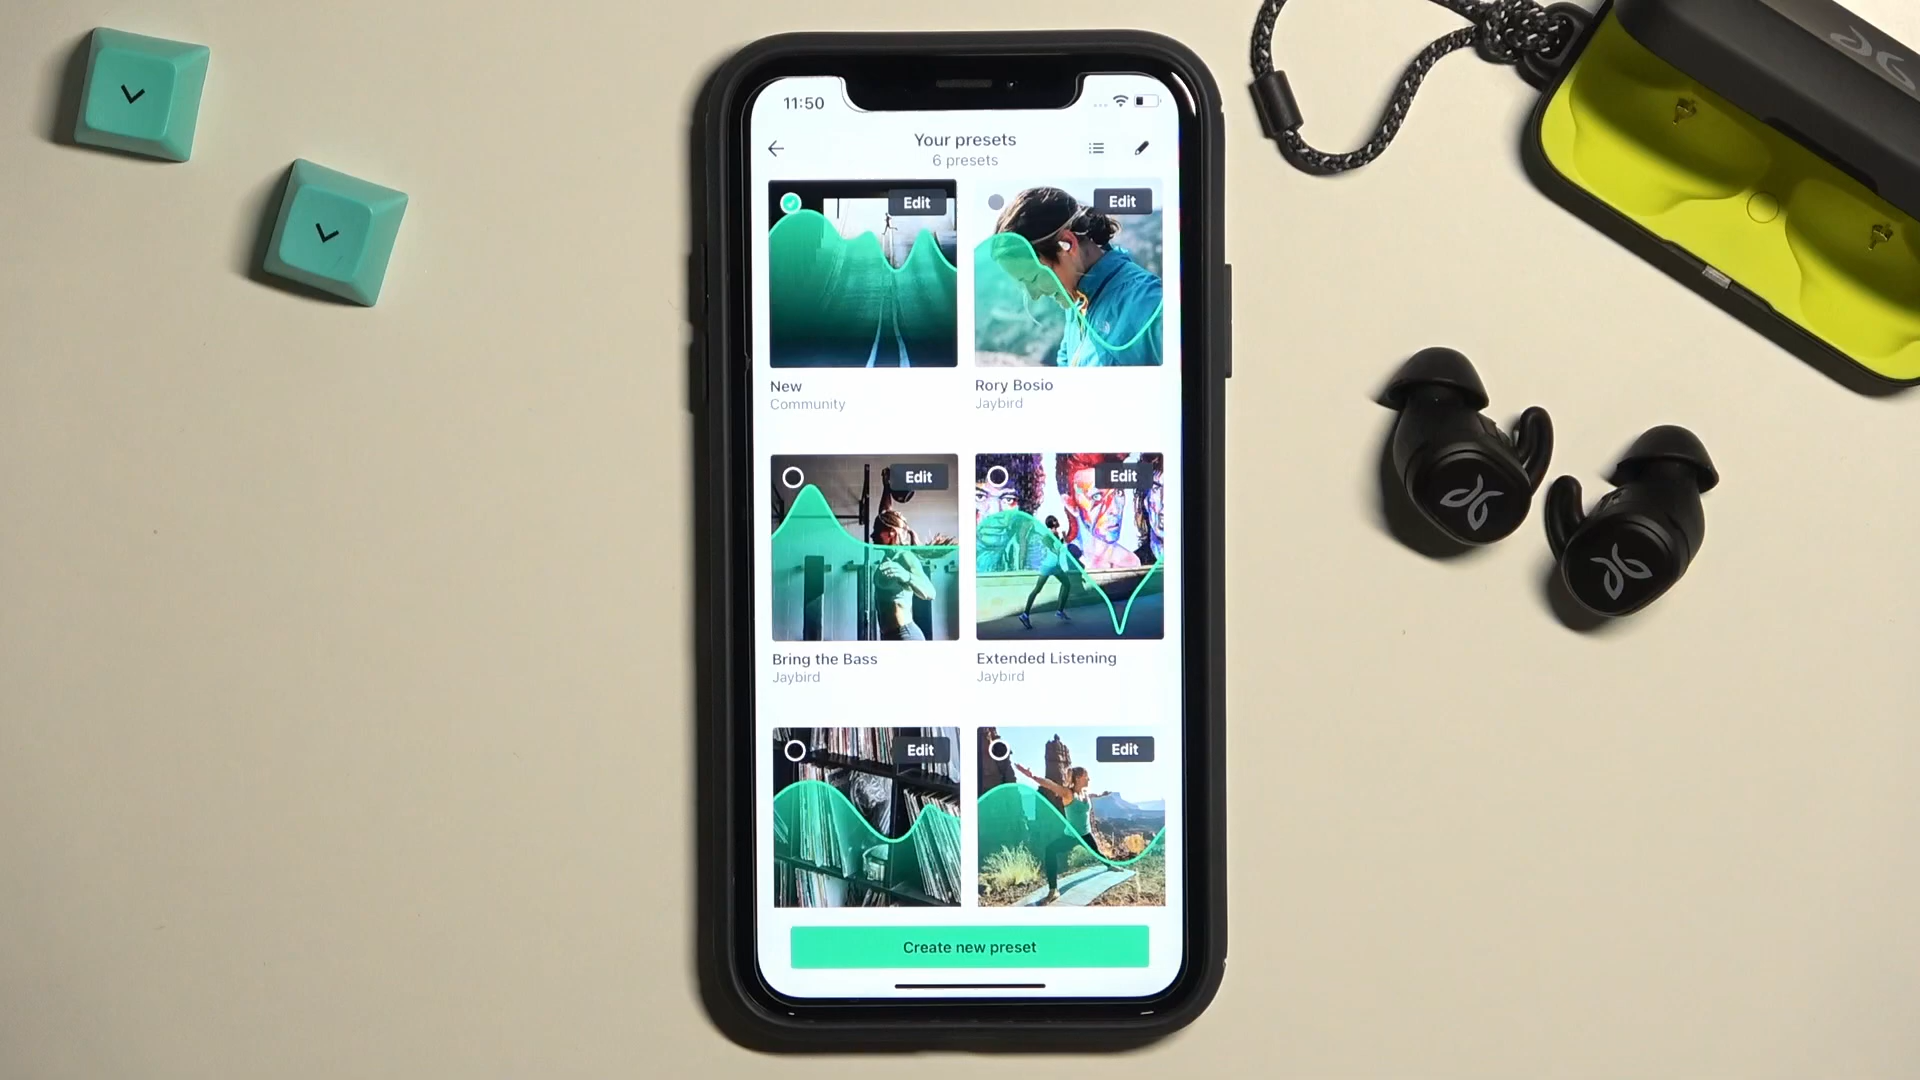 11:50
Your presets
6 presets
Edit
Edit
New
Community
Rory Bosio
Jaybird
Edit
Edit
Bring the Bass
Jaybird
Extended Listening
Jaybird
Edit
Edit
Create new preset